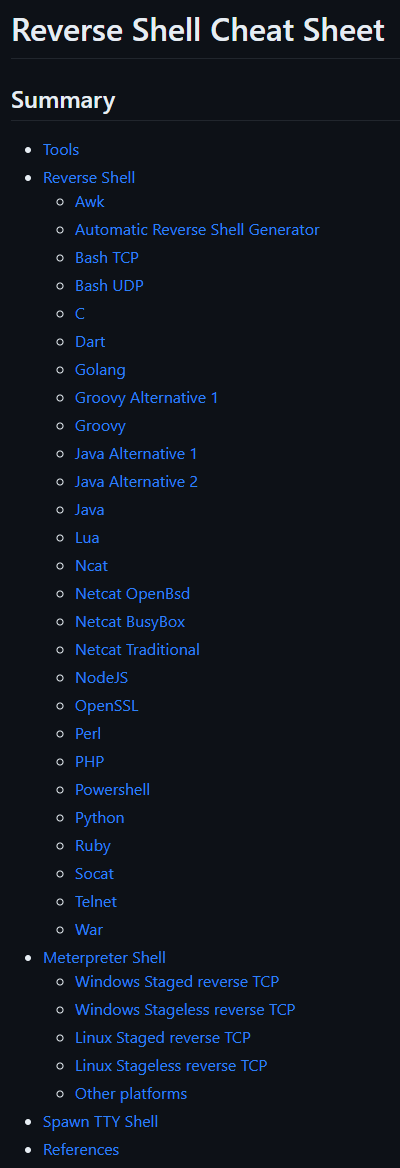 Reverse Shell Cheat Sheet
Summary
Tools
Reverse Shell
Awk
Automatic Reverse Shell Generator
Bash TCP
Bash UDP
C
Dart
Golang
Groovy Alternative 1
Groovy
Java Alternative 1
Java Alternative 2
Java
Lua
Ncat
Netcat OpenBsd
Netcat BusyBox
Netcat Traditional
NodeJS
OpenSSL
Perl
PHP
Powershell
Python
Ruby
Socat
Telnet
War
Meterpreter Shell
Windows Staged reverse TCP
Windows Stageless reverse TCP
Linux Staged reverse TCP
Linux Stageless reverse TCP
Other platforms
Spawn TTY Shell
References